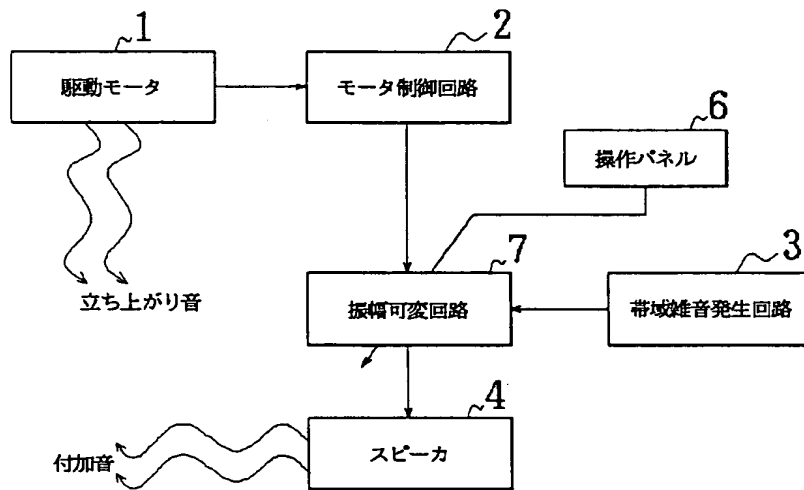 1
駆動モータ
2
モータ制御回路
6
操作パネル
立ち上がり音
7
振幅可変回路
3
帯域雑音発生回路
4
スピーカ
付加音